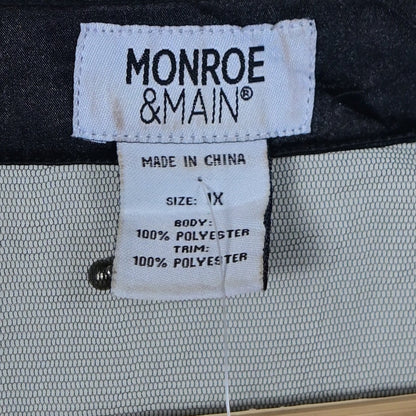 MONROE
&MAIN®
MADE IN CHINA
SIZE: 1X
BODY:
100% POLYESTER
TRIM:
100% POLYESTER